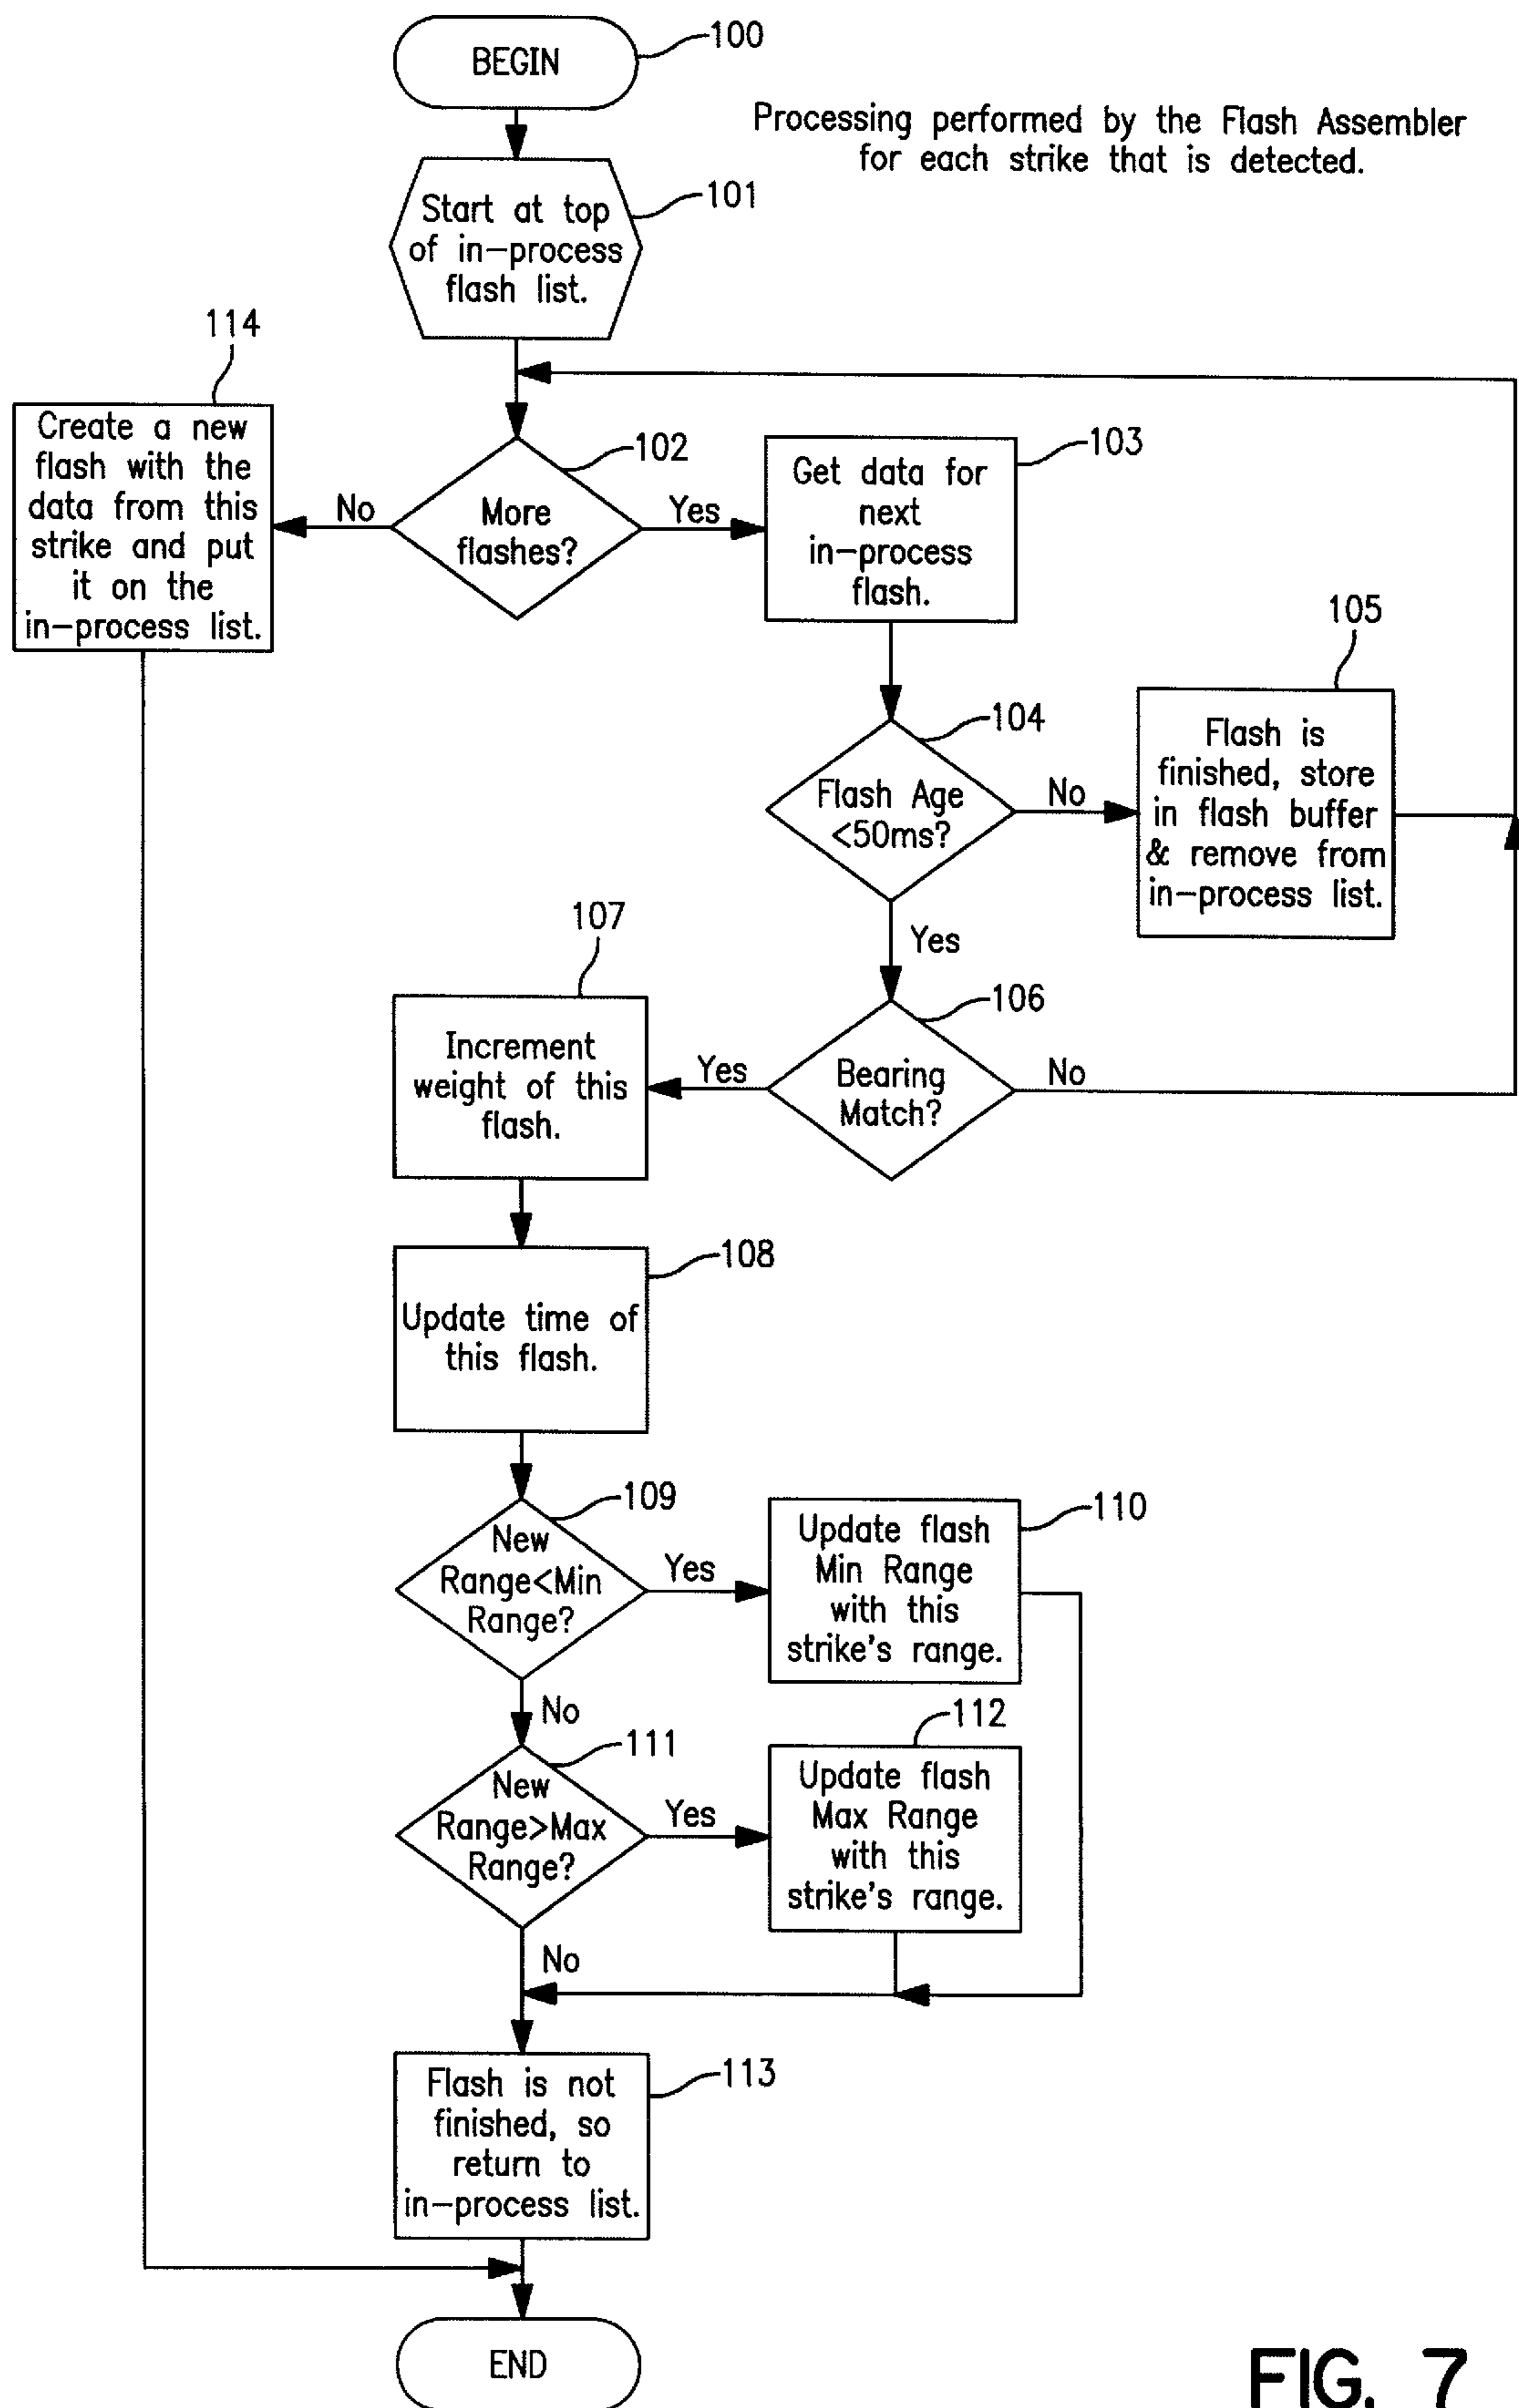 100
BEGIN
Processing performed by the Flash Assembler
for each strike that is detected.
101
Start at top
of in-process
flash list.
114
Create a new
flash with the
data from this
strike and put
it on the
in-process list.
No
102
More
flashes?
Yes
103
Get data for
next
in-process
flash.
104
Flash Age
<50ms?
No
105
Flash is
finished, store
in flash buffer
& remove from
in-process list.
Yes
106
Bearing
Match?
No
Yes
107
Increment
weight of this
flash.
108
Update time of
this flash.
109
New
Range<Min
Range?
Yes
110
Update flash
Min Range
with this
strike's range.
No
111
New
Range>Max
Range?
Yes
112
Update flash
Max Range
with this
strike's range.
No
113
Flash is not
finished, so
return to
in-process list.
END
FIG. 7